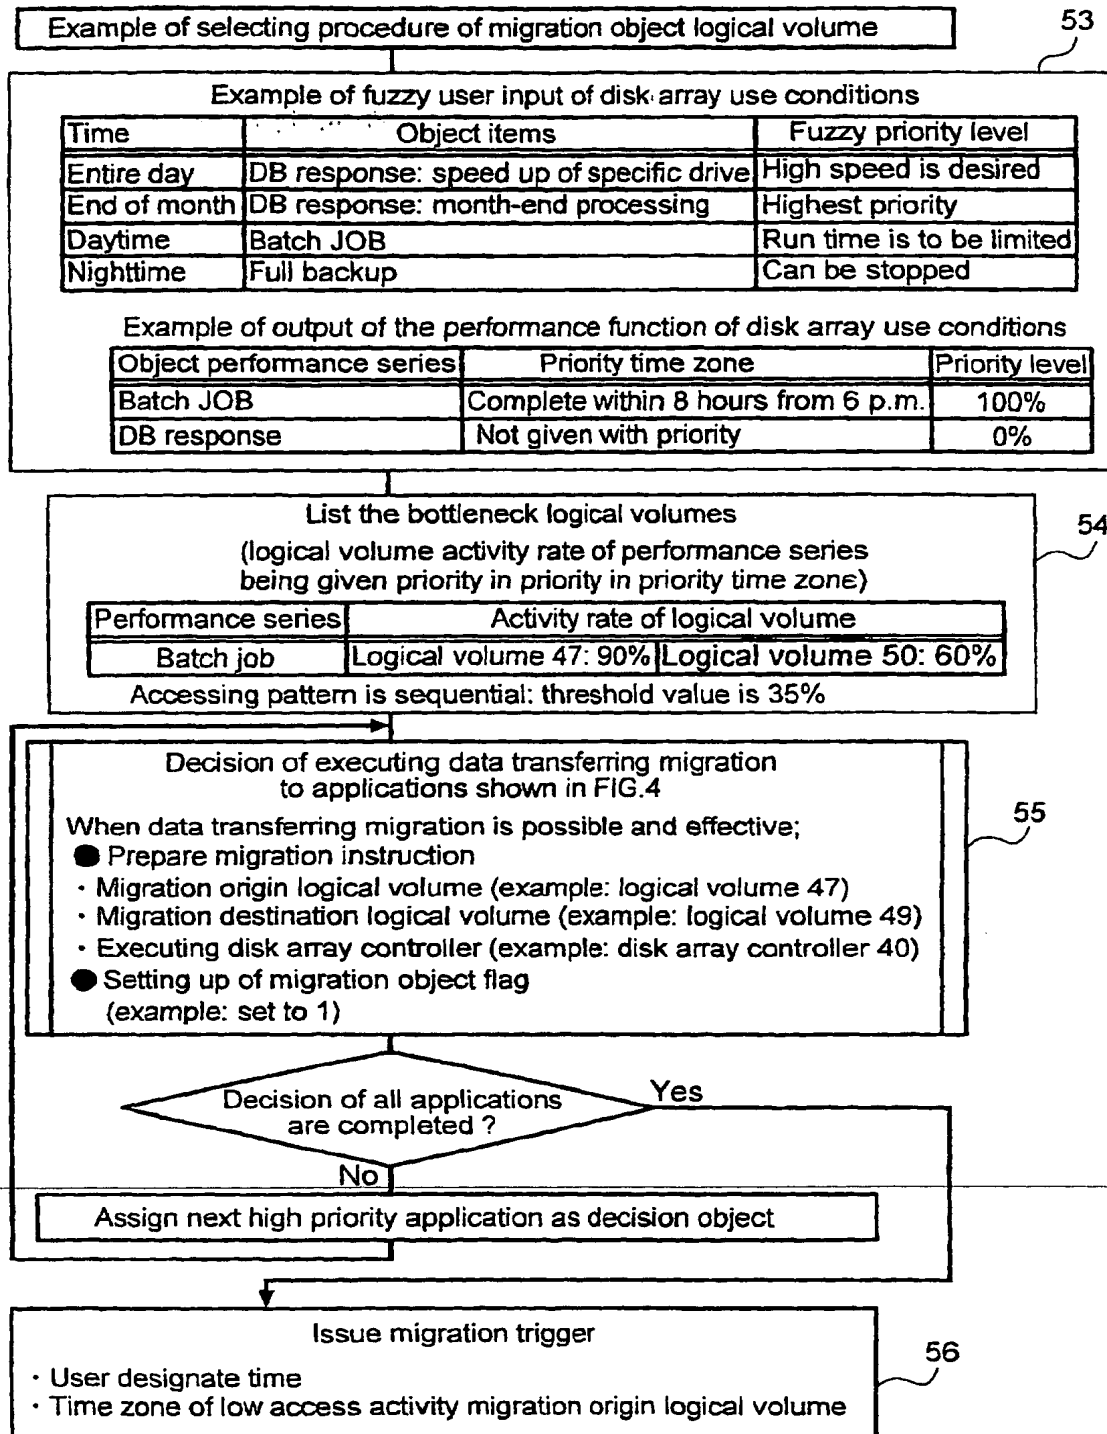 Example of selecting procedure of migration object logical volume
53
Example of fuzzy user input of disk array use conditions
Time Object items Fuzzy priority level
Entire day DB response: speed up of specific drive High speed is desired
End of month DB response: month-end processing Highest priority
Daytime Batch JOB Run time is to be limited
Nighttime Full backup Can be stopped
Example of output of the performance function of disk array use conditions
Object performance series Priority time zone Priority level
Batch JOB Complete within 8 hours from 6 p.m. 100%
DB response Not given with priority 0%
List the bottleneck logical volumes
54
(logical volume activity rate of performance series
being given priority in priority in priority time zone)
Performance series Activity rate of logical volume
Batch job Logical volume 47: 90% Logical volume 50: 60%
Accessing pattern is sequential: threshold value is 35%
Decision of executing data transferring migration
to applications shown in FIG.4
55
When data transferring migration is possible and effective;
● Prepare migration instruction
· Migration origin logical volume (example: logical volume 47)
· Migration destination logical volume (example: logical volume 49)
· Executing disk array controller (example: disk array controller 40)
● Setting up of migration object flag
(example: set to 1)
Decision of all applications
are completed ?
Yes
No
Assign next high priority application as decision object
Issue migration trigger
56
· User designate time
· Time zone of low access activity migration origin logical volume